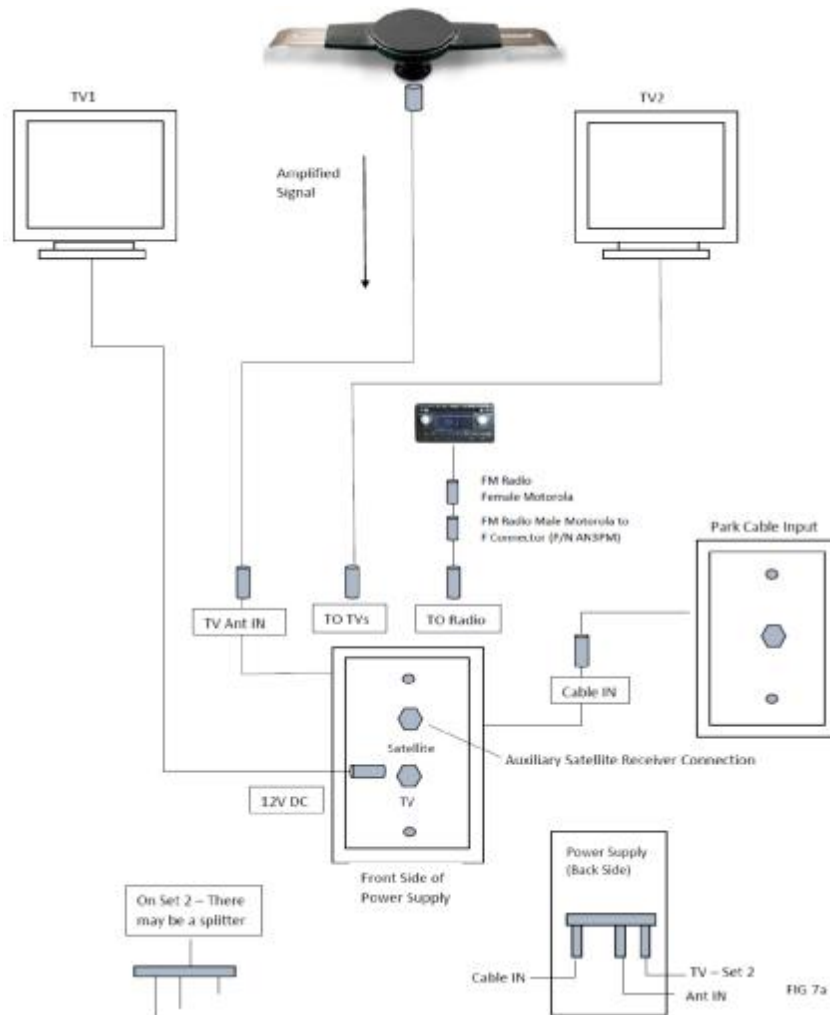 TV1
TV2
Amplified
Signal
FM Radio
Female Motorola
FM Radio Male Motorola to
F Connector (P/N AN3PM)
Park Cable Input
TV Ant IN
TO TVs
TO Radio
Cable IN
Satellite
Auxiliary Satellite Receiver Connection
12V DC
TV
Front Side of
Power Supply
Power Supply
(Back Side)
On Set 2 – There
may be a splitter
Cable IN
TV – Set 2
Ant IN
FIG 7a